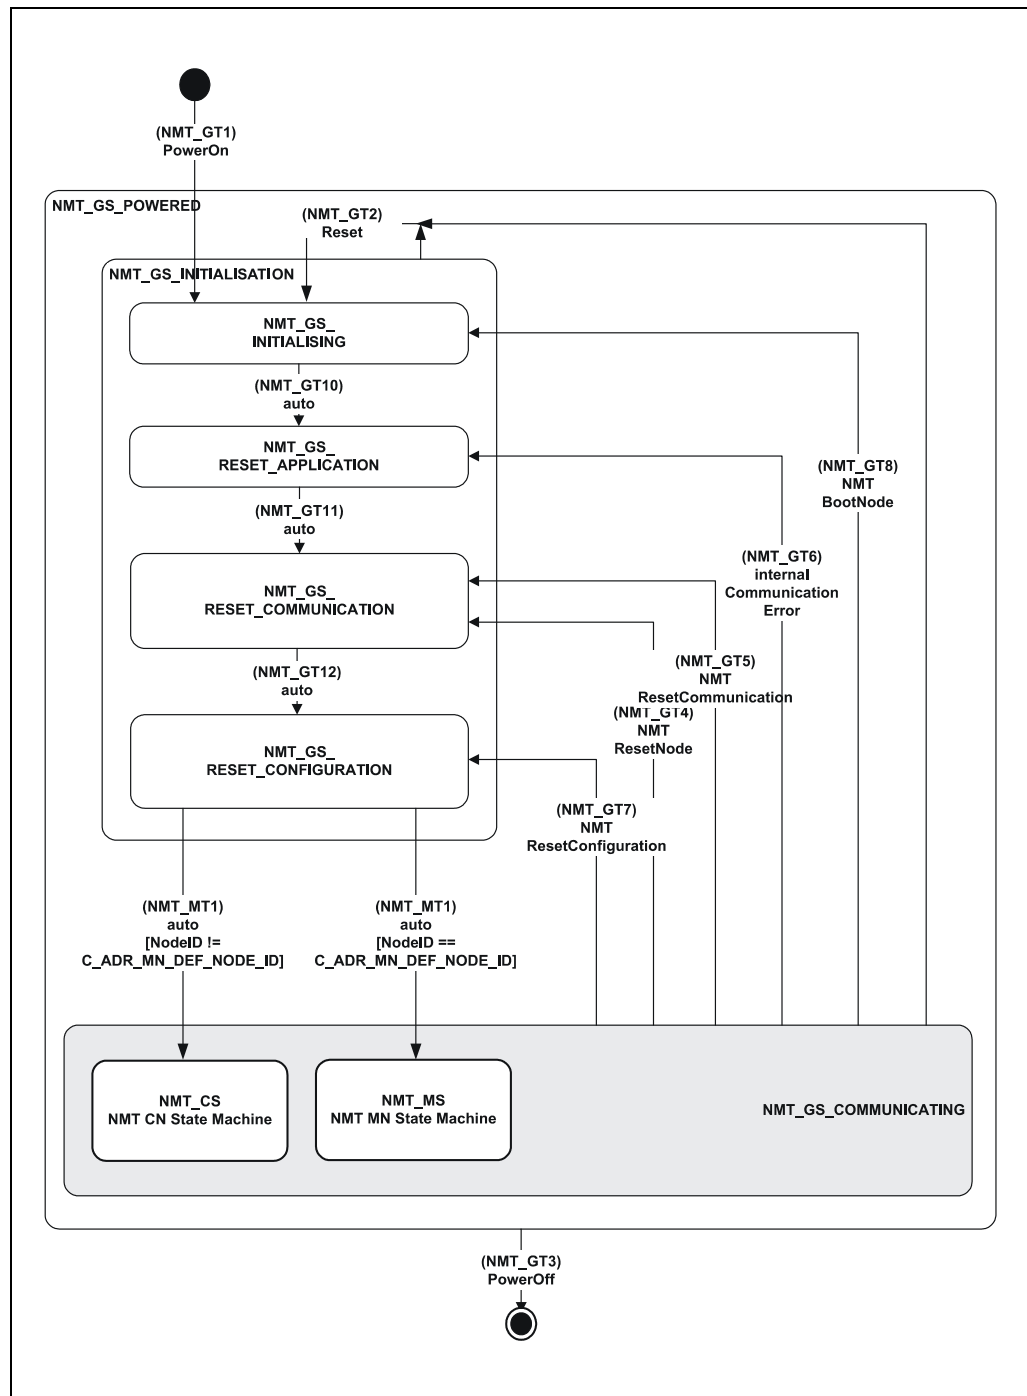 (NMT_GT1)
PowerOn
NMT_GS_POWERED
(NMT_GT2)
Reset
NMT_GS_INITIALISATION
NMT_GS_
INITIALISING
(NMT_GT10)
auto
NMT_GS_
RESET_APPLICATION
(NMT_GT8)
NMT
BootNode
(NMT_GT11)
auto
(NMT_GT6)
internal
Communication
Error
NMT_GS_
RESET_COMMUNICATION
(NMT_GT12)
auto
(NMT_GT5)
NMT
ResetCommunication
(NMT_GT4)
NMT
ResetNode
NMT_GS_
RESET_CONFIGURATION
(NMT_GT7)
NMT
ResetConfiguration
(NMT_MT1)
auto
[NodeID !=
C_ADR_MN_DEF_NODE_ID]
(NMT_MT1)
auto
[NodeID ==
C_ADR_MN_DEF_NODE_ID]
NMT_CS
NMT CN State Machine
NMT_MS
NMT MN State Machine
NMT_GS_COMMUNICATING
(NMT_GT3)
PowerOff